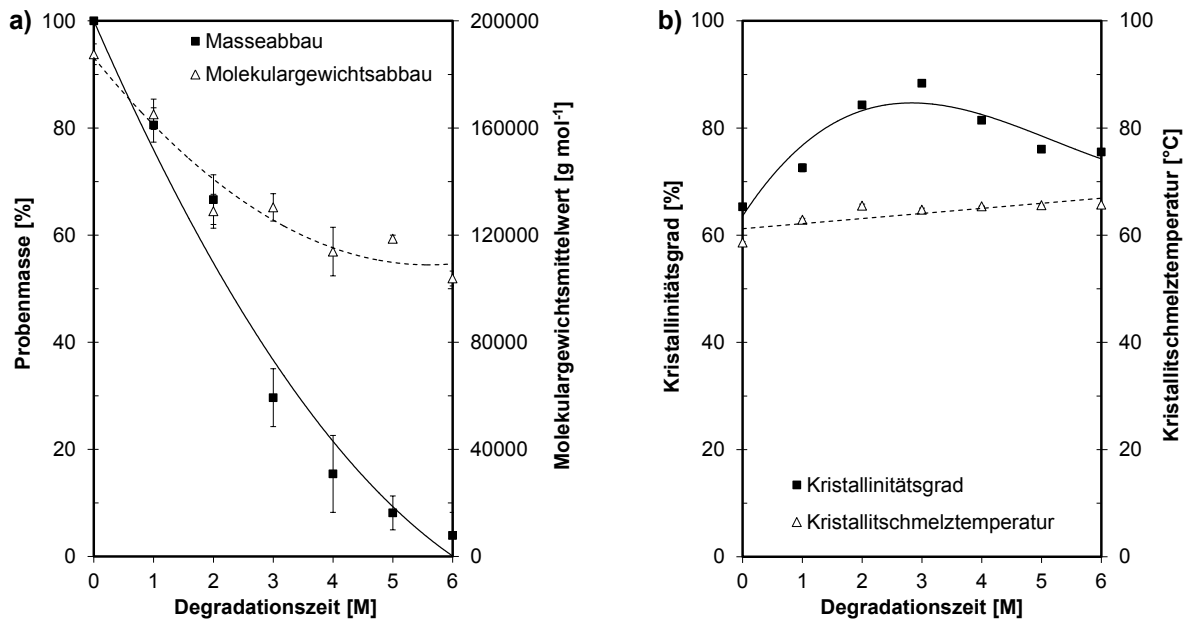 a)
100
80
60
40
20
0
Probenmasse [%]
Masseabbau
Molekulargewichtsabbau
200000
160000
120000
80000
40000
0
Molekulargewichtsmittelwert [g mol⁻¹]
0 1 2 3 4 5 6
Degradationszeit [M]
b)
100
80
60
40
20
0
Kristallinitätsgrad [%]
Kristallinitätsgrad
Kristallitschmelztemperatur
100
80
60
40
20
0
Kristallitschmelztemperatur [°C]
0 1 2 3 4 5 6
Degradationszeit [M]